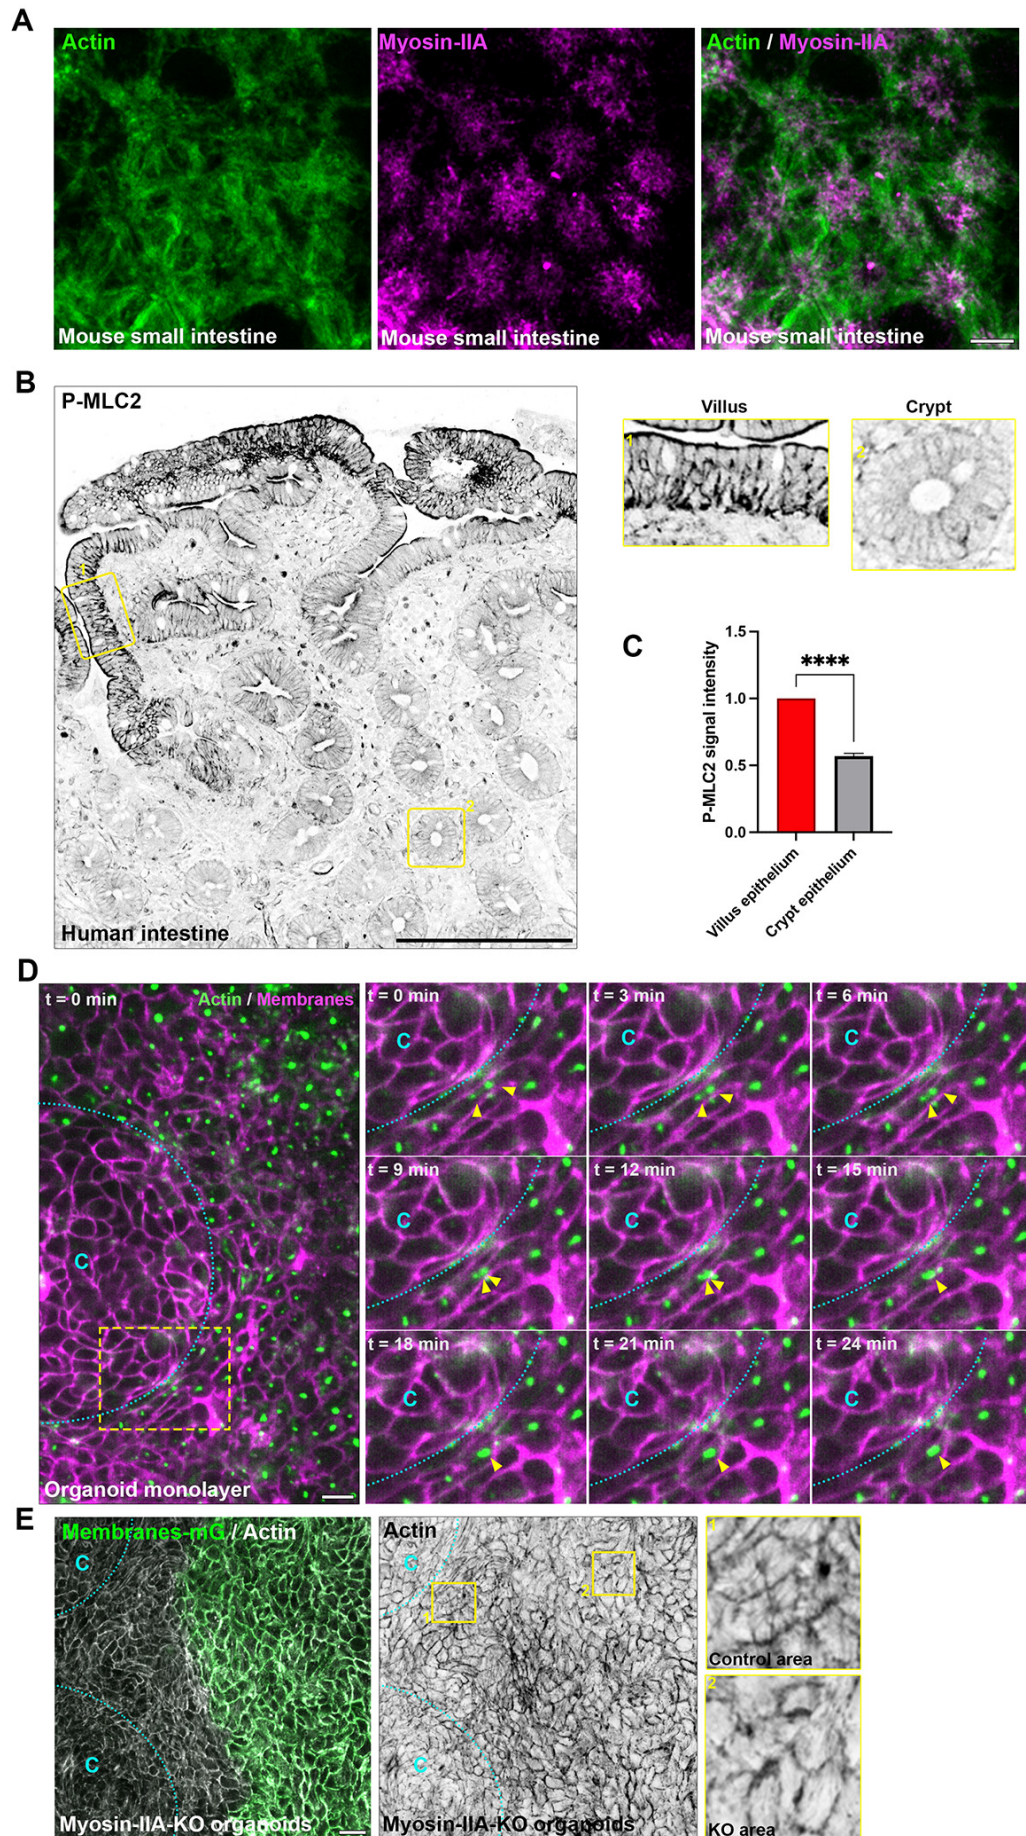 A
Actin
Myosin-IIA
Actin / Myosin-IIA
Mouse small intestine
Mouse small intestine
Mouse small intestine
B
P-MLC2
1
2
Human intestine
Villus
1
Crypt
2
C
P-MLC2 signal intensity
1.5
1.0
0.5
0.0
****
Villus epithelium
Crypt epithelium
D
t = 0 min
Actin / Membranes
C
Organoid monolayer
t = 0 min
C
t = 3 min
C
t = 6 min
C
t = 9 min
C
t = 12 min
C
t = 15 min
C
t = 18 min
C
t = 21 min
C
t = 24 min
C
E
Membranes-mG / Actin
C
C
Myosin-IIA-KO organoids
Actin
C
1
2
C
Myosin-IIA-KO organoids
1
Control area
2
KO area